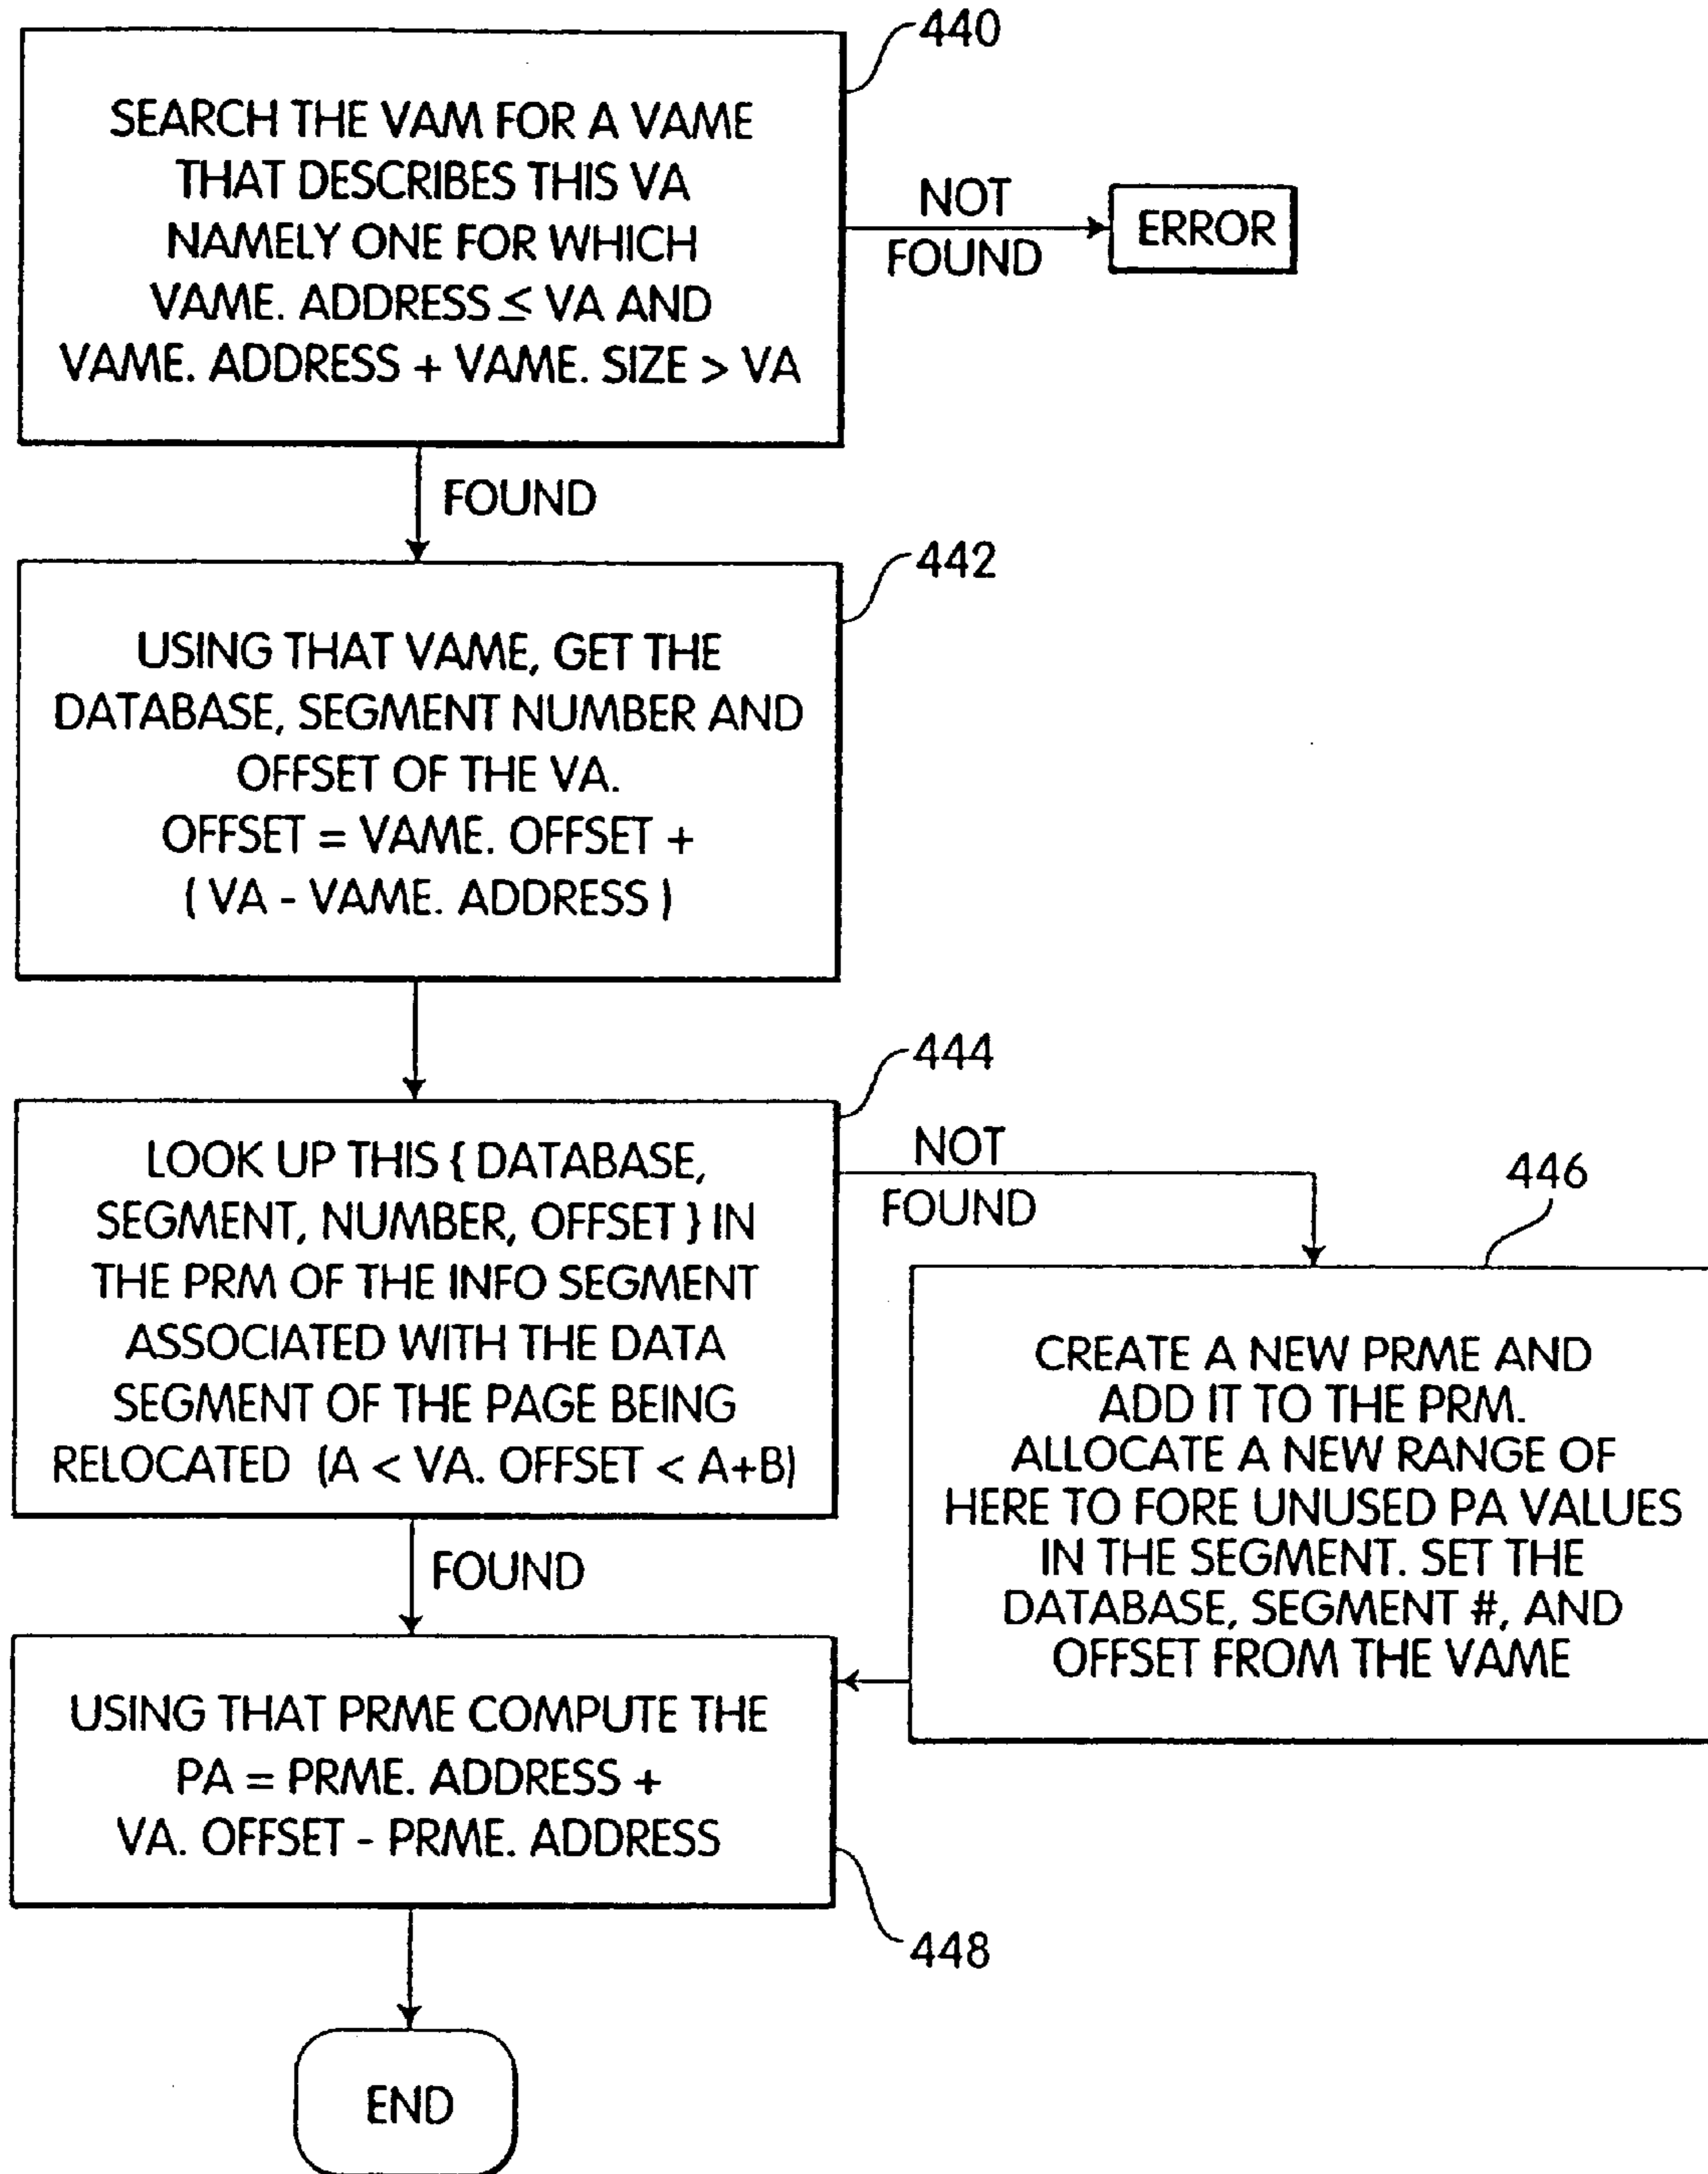 440
SEARCH THE VAM FOR A VAME
THAT DESCRIBES THIS VA
NAMELY ONE FOR WHICH
VAME. ADDRESS ≤ VA AND
VAME. ADDRESS + VAME. SIZE > VA
NOT
FOUND
ERROR
FOUND
442
USING THAT VAME, GET THE
DATABASE, SEGMENT NUMBER AND
OFFSET OF THE VA.
OFFSET = VAME. OFFSET +
( VA - VAME. ADDRESS )
444
LOOK UP THIS { DATABASE,
SEGMENT, NUMBER, OFFSET } IN
THE PRM OF THE INFO SEGMENT
ASSOCIATED WITH THE DATA
SEGMENT OF THE PAGE BEING
RELOCATED (A < VA. OFFSET < A+B)
NOT
FOUND
446
CREATE A NEW PRME AND
ADD IT TO THE PRM.
ALLOCATE A NEW RANGE OF
HERE TO FORE UNUSED PA VALUES
IN THE SEGMENT. SET THE
DATABASE, SEGMENT #, AND
OFFSET FROM THE VAME
FOUND
USING THAT PRME COMPUTE THE
PA = PRME. ADDRESS +
VA. OFFSET - PRME. ADDRESS
448
END